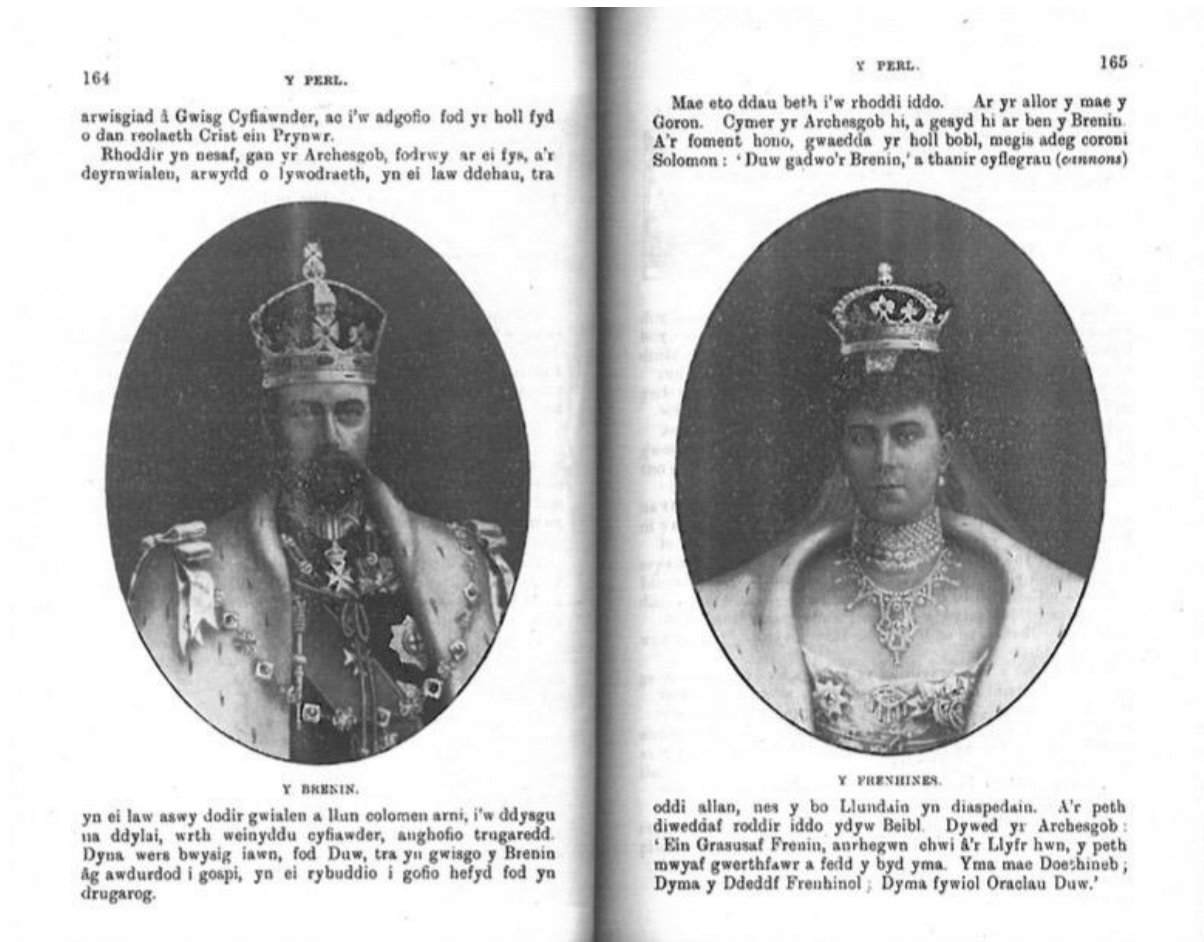 164
Y PERL.
arwisgiad â Gwisg Cyfiawnder, ac i'w adgofio fod yr holl fyd
o dan reolaeth Crist ein Prynwr.
Rhoddir yn nesaf, gan yr Archesgob, fodrwy ar ei fys, a'r
deyrnwialen, arwydd o lywodraeth, yn ei law ddehau, tra
Y BRENIN.
yn ei law aswy dodir gwialen a llun colomen arni, i'w ddysgu
na ddylai, wrth weinyddu cyfiawder, anghofio trugaredd.
Dyna wers bwysig iawn, fod Duw, tra yn gwisgo y Brenin
âg awdurdod i gospi, yn ei rybuddio i gofio hefyd fod yn
drugarog.
Y PERL.
165
Mae eto ddau beth i'w rhoddi iddo. Ar yr allor y mae y
Goron. Cymer yr Archesgob hi, a gesyd hi ar ben y Brenin.
A'r foment hono, gwaedda yr holl bobl, megis adeg coroni
Solomon : ‘ Duw gadwo'r Brenin,’ a thanir cyflegrau (cannons)
Y FRENHINES.
oddi allan, nes y bo Llundain yn diaspedain. A'r peth
diweddaf roddir iddo ydyw Beibl. Dywed yr Archesgob :
‘ Ein Grasusaf Frenin, anrhegwn chwi â'r Llyfr hwn, y peth
mwyaf gwerthfawr a fedd y byd yma. Yma mae Doethineb ;
Dyma y Ddeddf Frenhinol ; Dyma fywiol Oraclau Duw.’